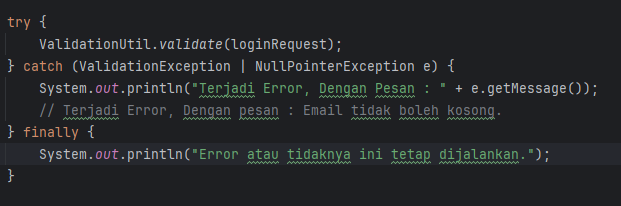 try {
    ValidationUtil.validate(loginRequest);
} catch (ValidationException | NullPointerException e) {
    System.out.println("Terjadi Error, Dengan Pesan : " + e.getMessage());
    // Terjadi Error, Dengan pesan : Email tidak boleh kosong.
} finally {
    System.out.println("Error atau tidaknya ini tetap dijalankan.");
}